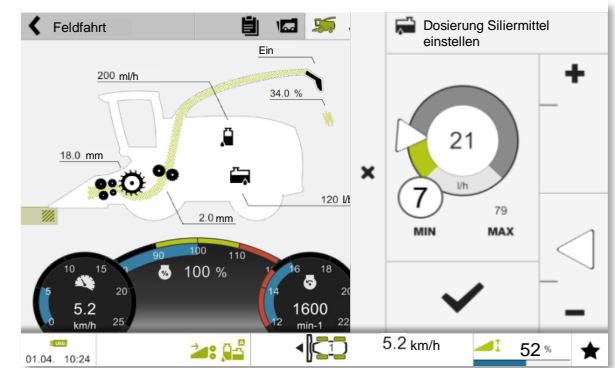 Feldfahrt
Dosierung Siliermittel
einstellen
Ein
200 ml/h
34.0 %
18.0 mm
120 l/
2.0 mm
21
l/h
7
79
MIN
MAX
90
100
110
100 %
0
5
10
15
20
25
5.2
km/h
12
14
16
18
20
22
1600
min-1
USB
01.04. 10:24
A
1
5.2 km/h
52 %